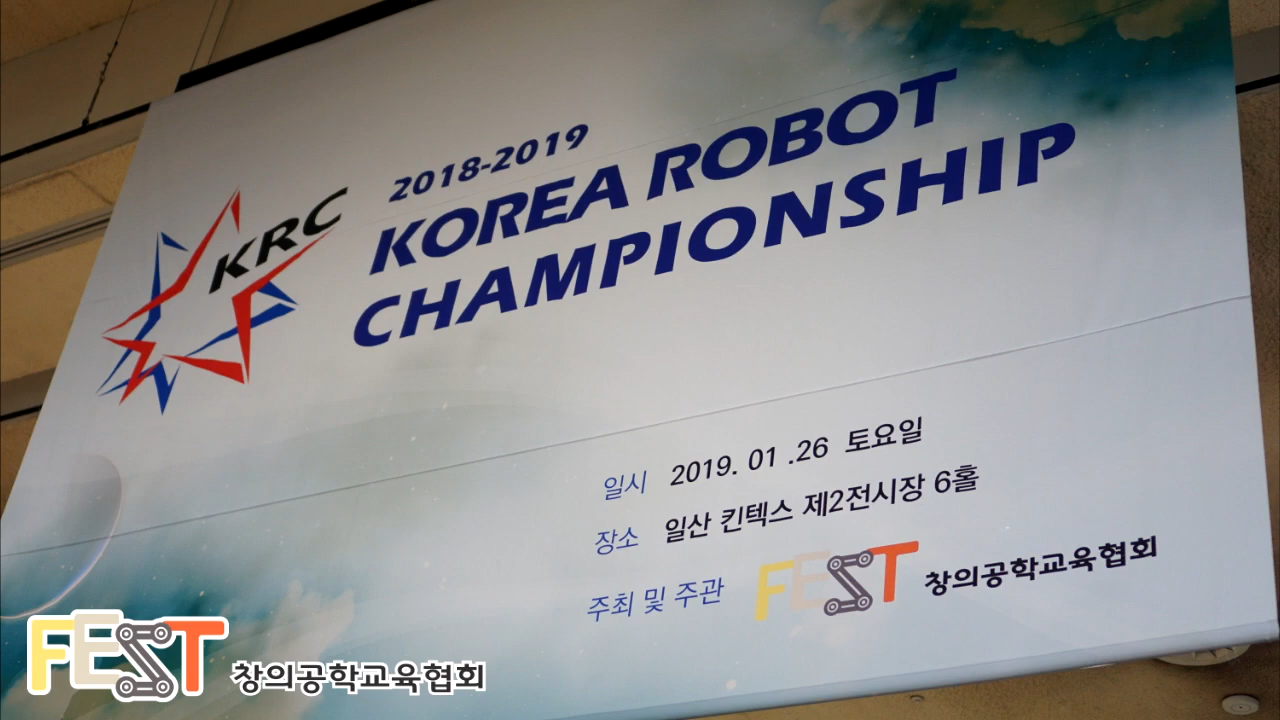 KRC
2018-2019
KOREA ROBOT
CHAMPIONSHIP
일시 2019. 01 .26 토요일
장소 일산 킨텍스 제2전시장 6홀
주최 및 주관 FEST 창의공학교육협회
FEST 창의공학교육협회